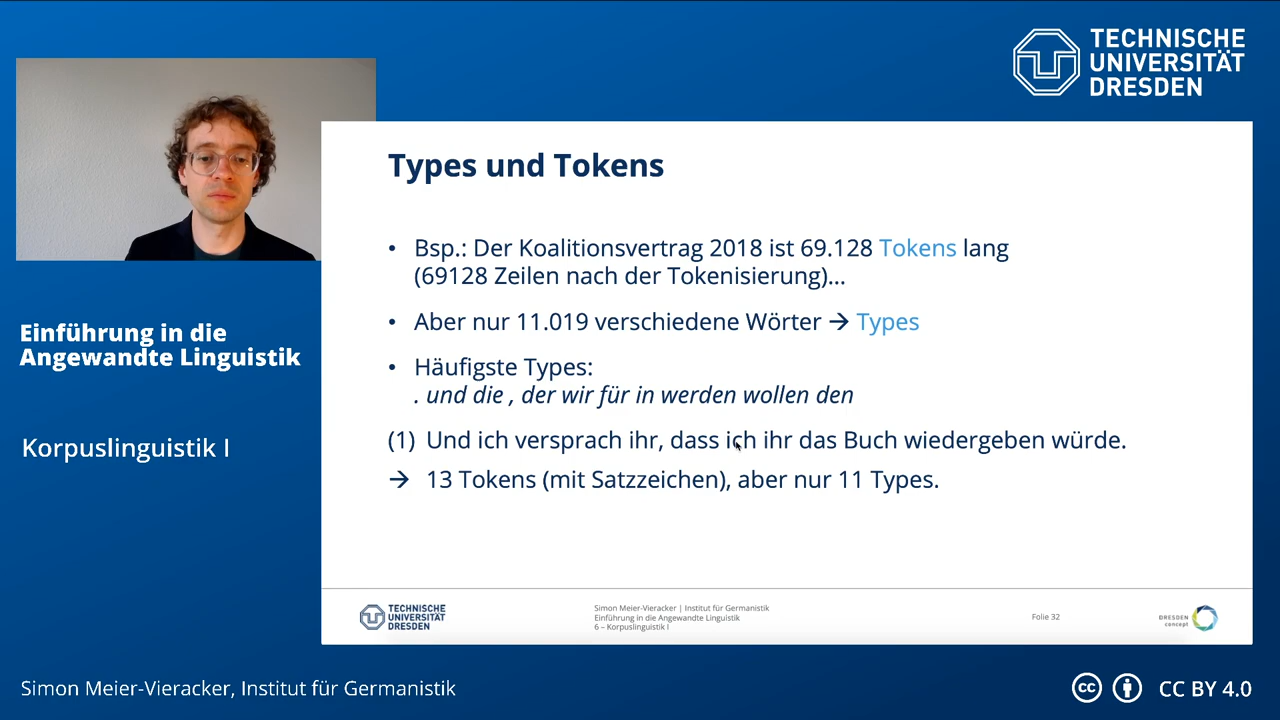 TECHNISCHE
UNIVERSITÄT
DRESDEN
Types und Tokens
• Bsp.: Der Koalitionsvertrag 2018 ist 69.128 Tokens lang
(69128 Zeilen nach der Tokenisierung)…
• Aber nur 11.019 verschiedene Wörter → Types
• Häufigste Types:
. und die , der wir für in werden wollen den
(1) Und ich versprach ihr, dass ich ihr das Buch wiedergeben würde.
→ 13 Tokens (mit Satzzeichen), aber nur 11 Types.
Einführung in die
Angewandte Linguistik
Korpuslinguistik I
TECHNISCHE
UNIVERSITÄT
DRESDEN
Simon Meier-Vieracker | Institut für Germanistik
Einführung in die Angewandte Linguistik
6 – Korpuslinguistik I
Folie 32
DRESDEN
concept
Simon Meier-Vieracker, Institut für Germanistik
cc CC BY 4.0